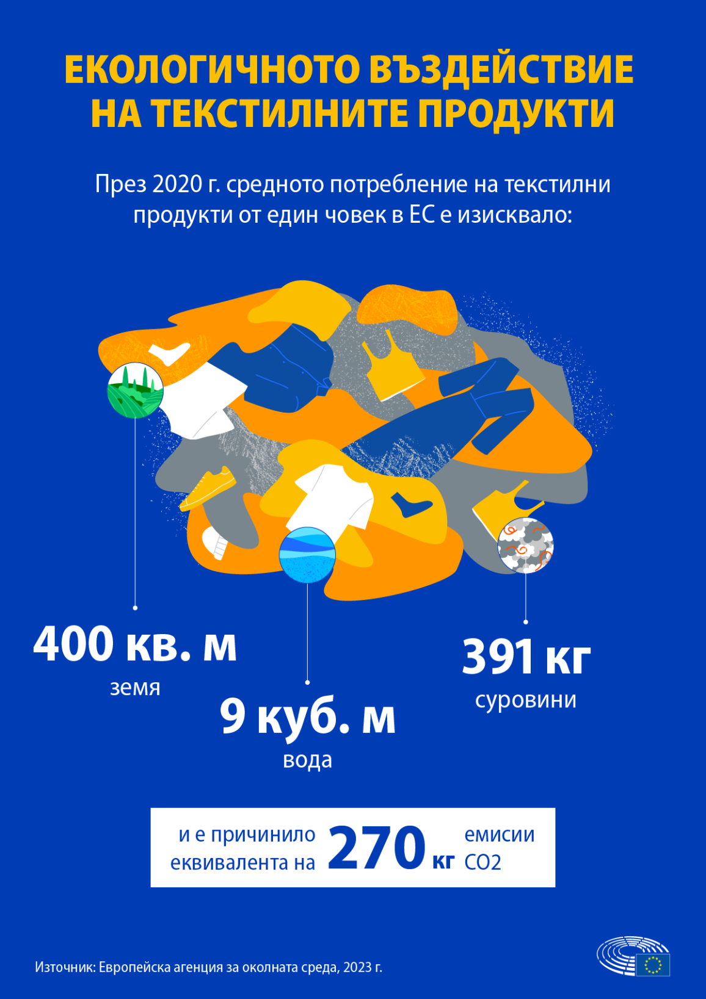 ЕКОЛОГИЧНОТО ВЪЗДЕЙСТВИЕ
НА ТЕКСТИЛНИТЕ ПРОДУКТИ
През 2020 г. средното потребление на текстилни
продукти от един човек в ЕС е изисквало:
400 кв. м
земя
9 куб. м
вода
391 кг
суровини
и е причинило
еквивалента на
270 кг
емисии
CO2
Източник: Европейска агенция за околната среда, 2023 г.